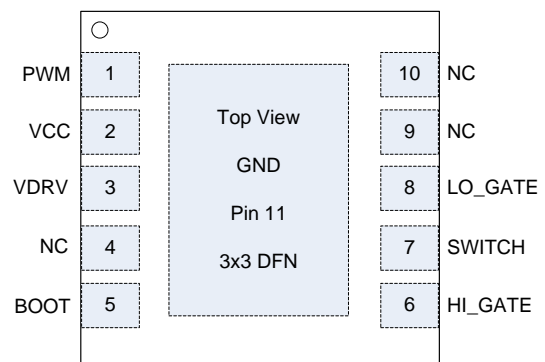 PWM 1 10 NC
VCC 2 Top View 9 NC
GND
VDRV 3 8 LO_GATE
Pin 11
NC 4 3x3 DFN 7 SWITCH
BOOT 5 6 HI_GATE